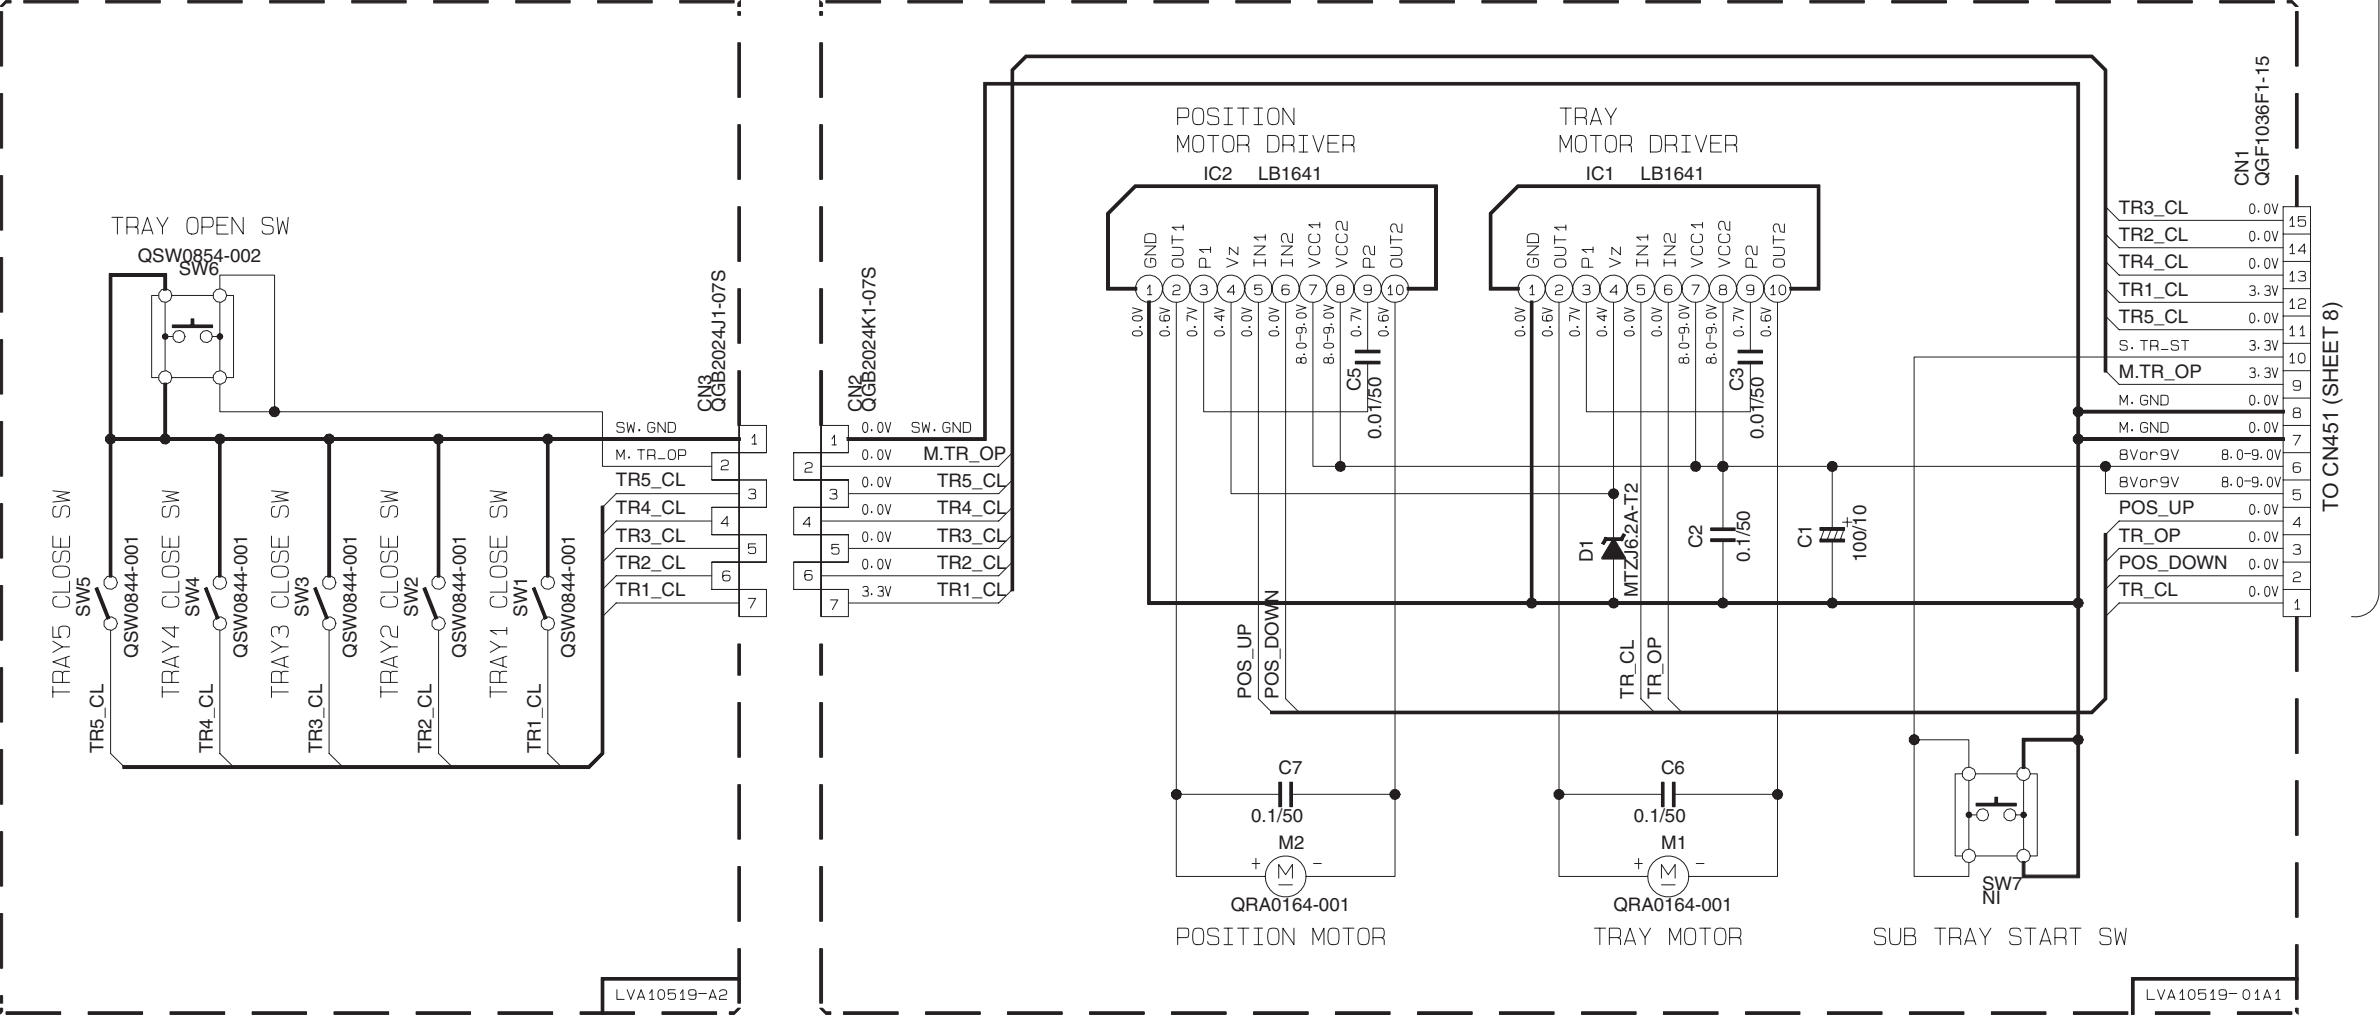 TRAY OPEN SW
QSW0854-002
SW6
TRAY5 CLOSE SW
SW5
QSW0844-001
TRAY4 CLOSE SW
SW4
QSW0844-001
TRAY3 CLOSE SW
SW3
QSW0844-001
TRAY2 CLOSE SW
SW2
QSW0844-001
TRAY1 CLOSE SW
SW1
QSW0844-001
TR5_CL
TR4_CL
TR3_CL
TR2_CL
TR1_CL
CN3
QGB2024J1-07S
SW.GND 1
M.TR_OP 2
TR5_CL 3
TR4_CL 4
TR3_CL 5
TR2_CL 6
TR1_CL 7
LVA10519-A2
CN2
QGB2024K1-07S
1 0.0V SW.GND
2 0.0V M.TR_OP
3 0.0V TR5_CL
4 0.0V TR4_CL
5 0.0V TR3_CL
6 0.0V TR2_CL
7 3.3V TR1_CL
POSITION
MOTOR DRIVER
IC2 LB1641
GND OUT1 P1 Vz IN1 IN2 VCC1 VCC2 P2 OUT2
1 2 3 4 5 6 7 8 9 10
0.0V 0.6V 0.7V 0.4V 0.0V 0.0V 8.0-9.0V 8.0-9.0V 0.7V 0.6V
C5
0.01/50
TRAY
MOTOR DRIVER
IC1 LB1641
GND OUT1 P1 Vz IN1 IN2 VCC1 VCC2 P2 OUT2
1 2 3 4 5 6 7 8 9 10
0.0V 0.6V 0.7V 0.4V 0.0V 0.0V 8.0-9.0V 8.0-9.0V 0.7V 0.6V
C3
0.01/50
D1
MTZJ6.2A-T2
C2
0.1/50
C1
+
100/10
POS_UP
POS_DOWN
TR_CL
TR_OP
C7
0.1/50
M2
+ M -
QRA0164-001
POSITION MOTOR
C6
0.1/50
M1
+ M -
QRA0164-001
TRAY MOTOR
SW7
NI
SUB TRAY START SW
CN1
QGF1036F1-15
TR3_CL 0.0V 15
TR2_CL 0.0V 14
TR4_CL 0.0V 13
TR1_CL 3.3V 12
TR5_CL 0.0V 11
S.TR_ST 3.3V 10
M.TR_OP 3.3V 9
M.GND 0.0V 8
M.GND 0.0V 7
8Vor9V 8.0-9.0V 6
8Vor9V 8.0-9.0V 5
POS_UP 0.0V 4
TR_OP 0.0V 3
POS_DOWN 0.0V 2
TR_CL 0.0V 1
TO CN451 (SHEET 8)
LVA10519-01A1